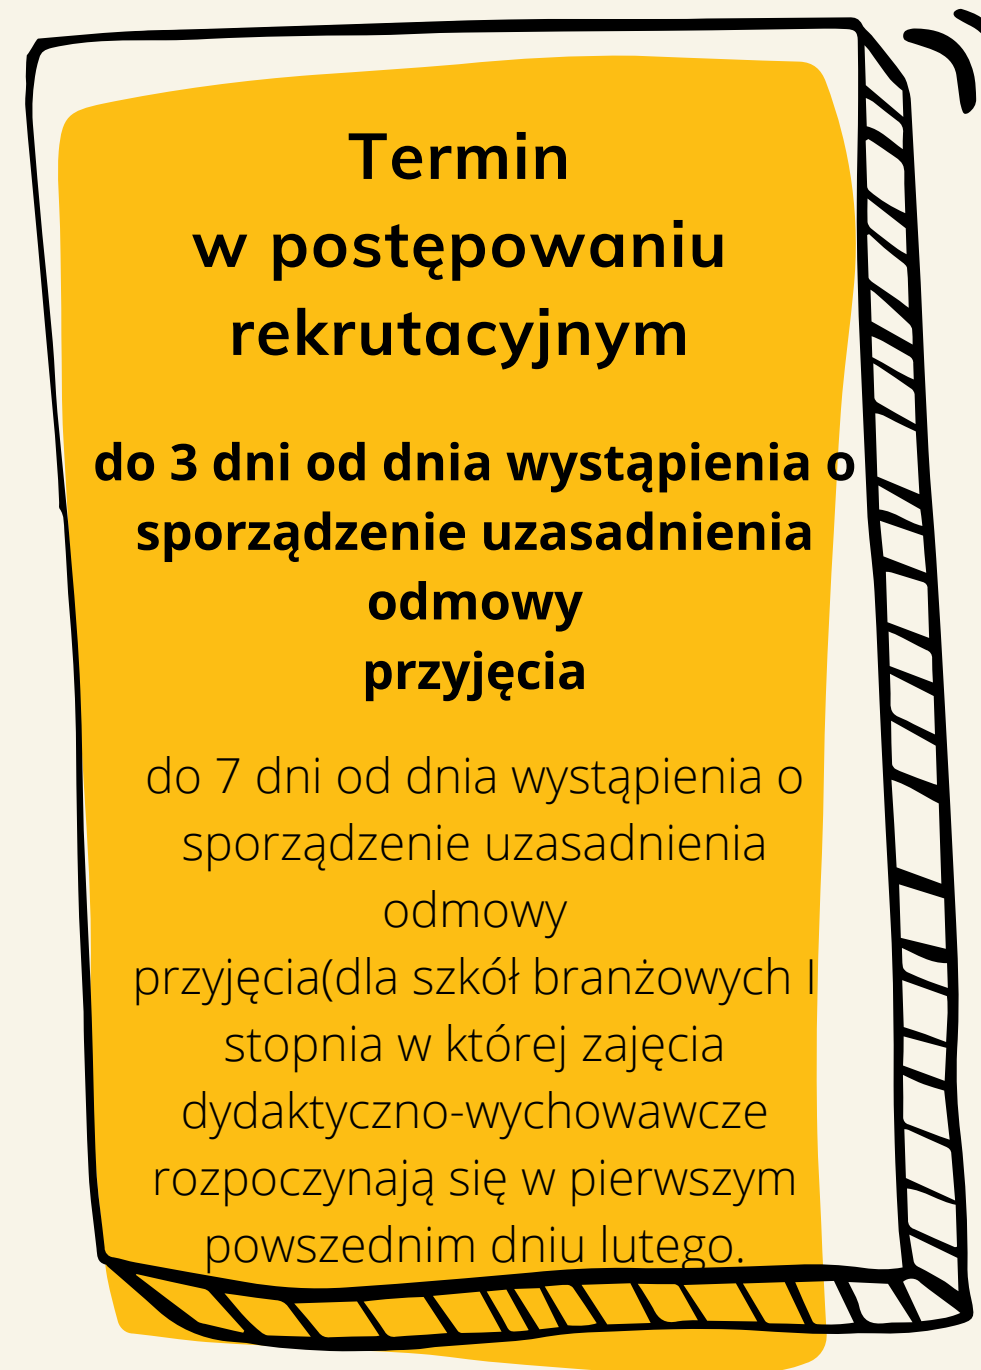 Termin
w postępowaniu
rekrutacyjnym
do 3 dni od dnia wystąpienia o
sporządzenie uzasadnienia
odmowy
przyjęcia
do 7 dni od dnia wystąpienia o
sporządzenie uzasadnienia
odmowy
przyjęcia(dla szkół branżowych I
stopnia w której zajęcia
dydaktyczno-wychowawcze
rozpoczynają się w pierwszym
powszednim dniu lutego.